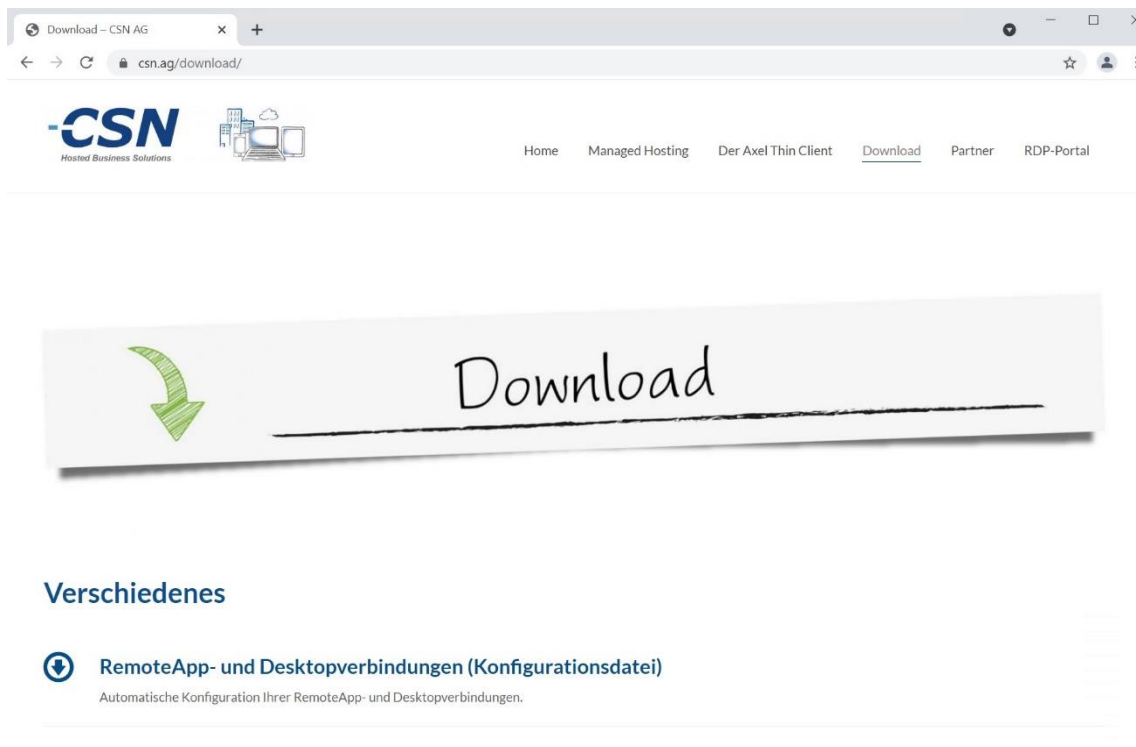 Download – CSN AG
csn.ag/download/
CSN
Hosted Business Solutions
Home Managed Hosting Der Axel Thin Client Download Partner RDP-Portal
Download
Verschiedenes
RemoteApp- und Desktopverbindungen (Konfigurationsdatei)
Automatische Konfiguration Ihrer RemoteApp- und Desktopverbindungen.